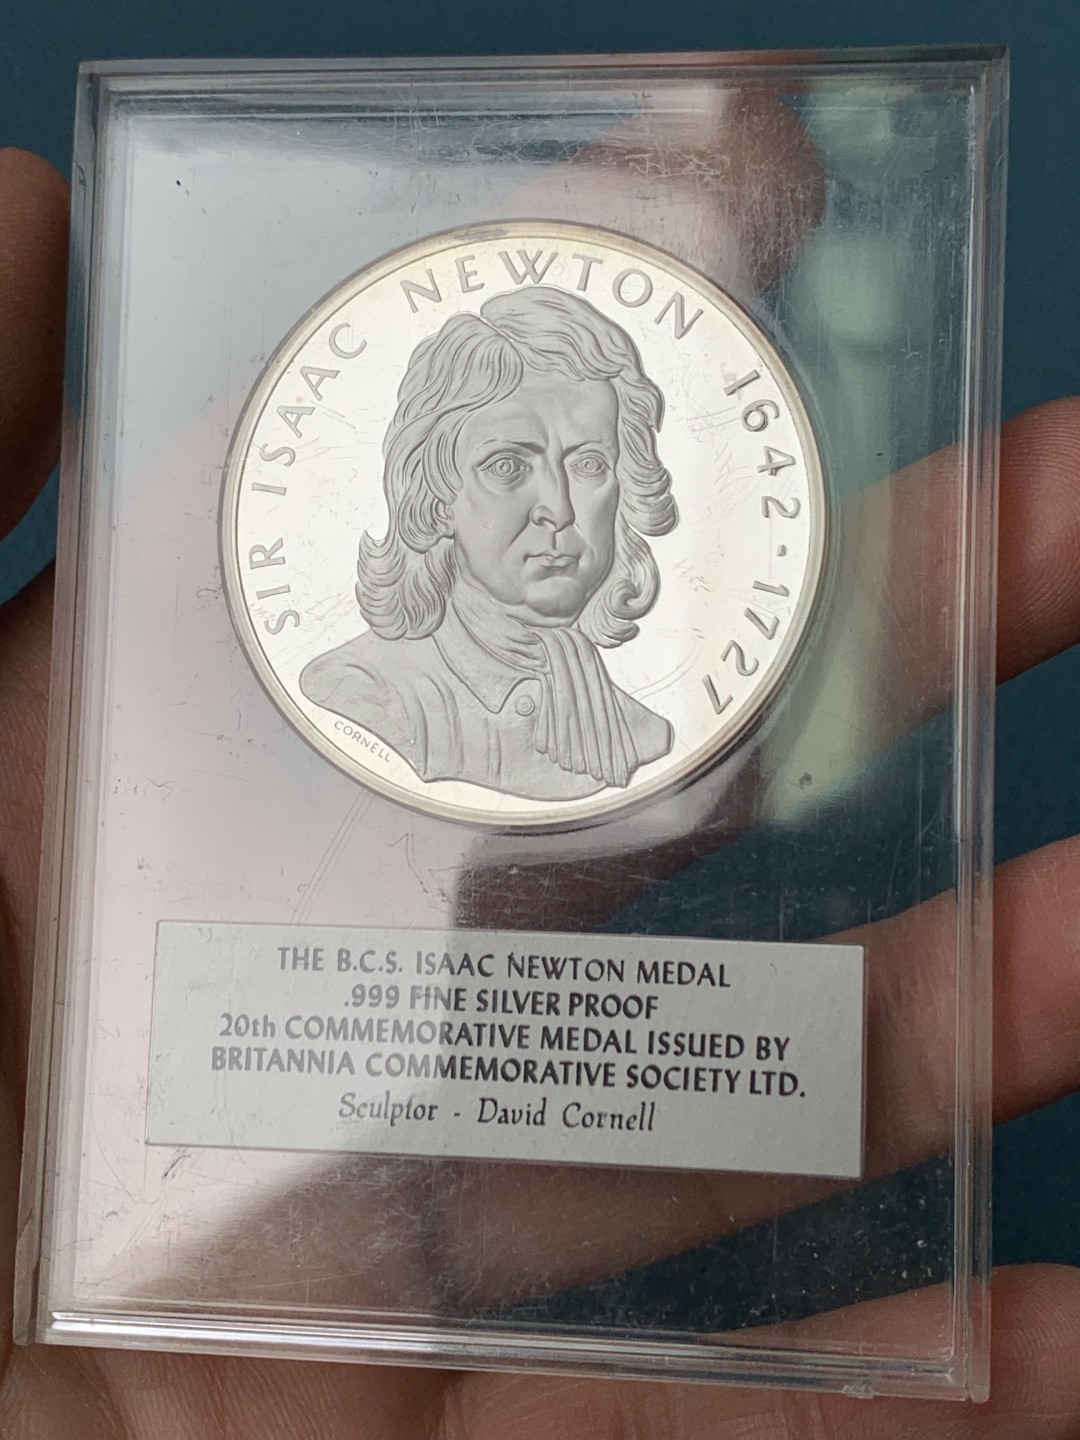 SIR ISAAC NEWTON 1642·1727
CORNELL
THE B.C.S. ISAAC NEWTON MEDAL
.999 FINE SILVER PROOF
20th COMMEMORATIVE MEDAL ISSUED BY
BRITANNIA COMMEMORATIVE SOCIETY LTD.
Sculptor - David Cornell